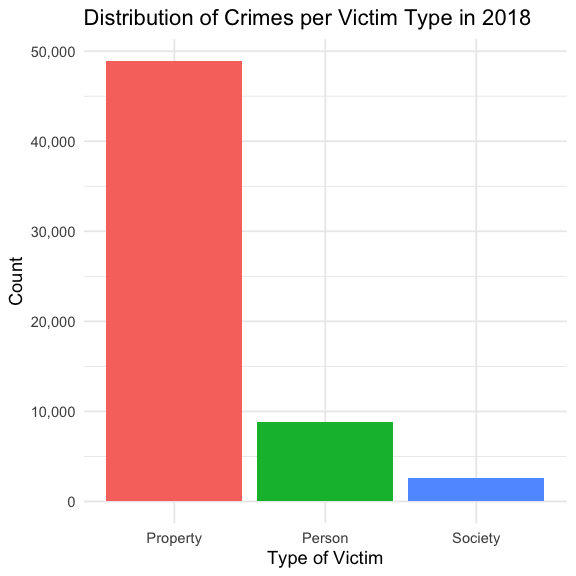 Distribution of Crimes per Victim Type in 2018
50,000
40,000
30,000
20,000
10,000
0
Count
Property
Person
Society
Type of Victim